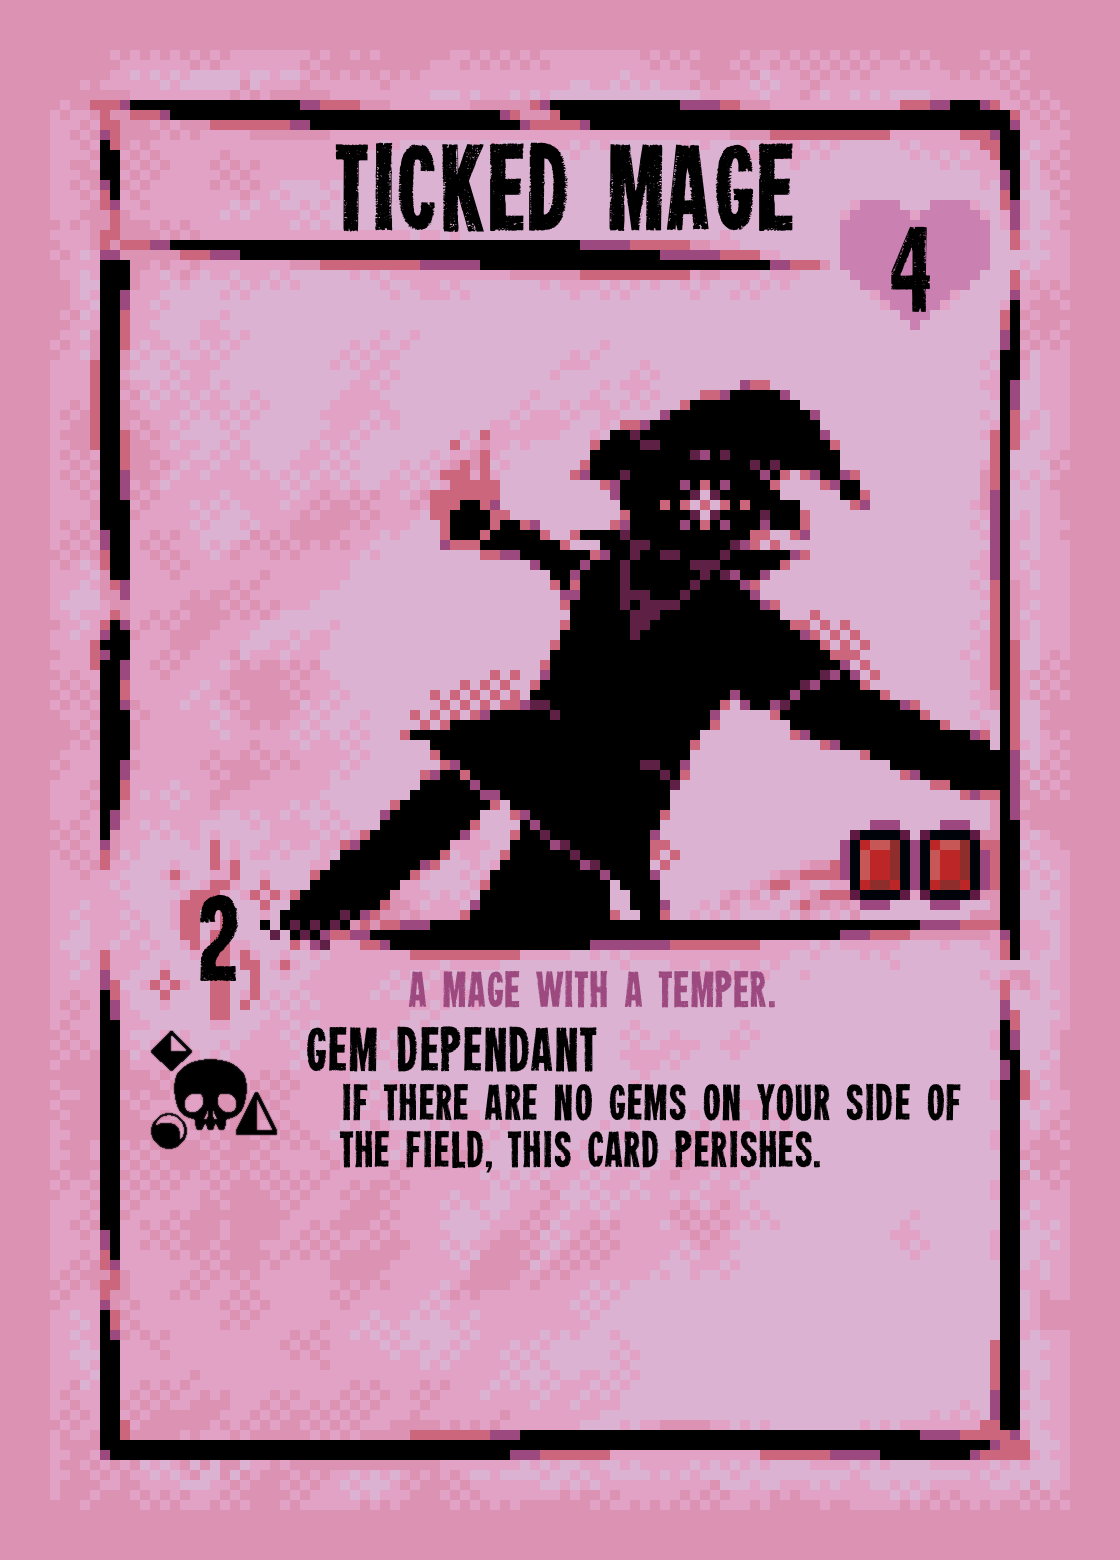 TICKED MAGE
4
2
A MAGE WITH A TEMPER.
GEM DEPENDANT
IF THERE ARE NO GEMS ON YOUR SIDE OF
THE FIELD, THIS CARD PERISHES.